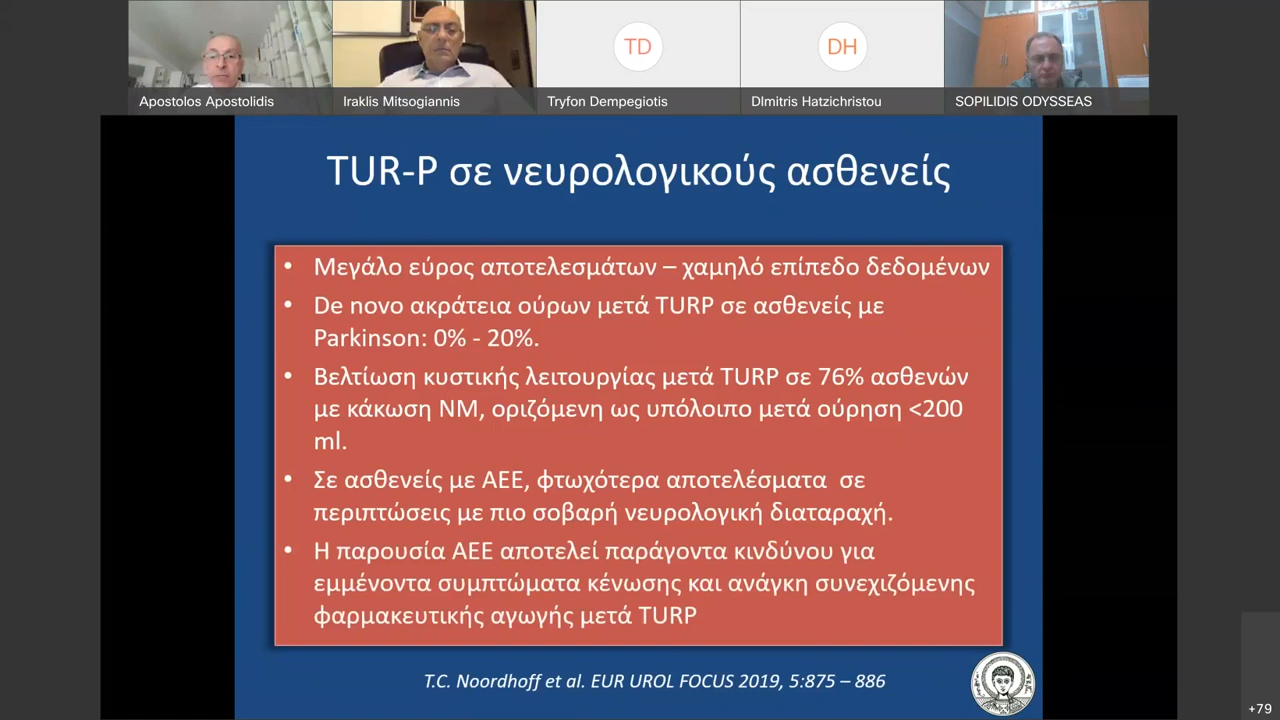 TD
DH
Apostolos Apostolidis
Iraklis Mitsogiannis
Tryfon Dempegiotis
DImitris Hatzichristou
SOPILIDIS ODYSSEAS
TUR-P σε νευρολογικούς ασθενείς
• Μεγάλο εύρος αποτελεσμάτων – χαμηλό επίπεδο δεδομένων
• De novo ακράτεια ούρων μετά TURP σε ασθενείς με
Parkinson: 0% - 20%.
• Βελτίωση κυστικής λειτουργίας μετά TURP σε 76% ασθενών
με κάκωση ΝΜ, οριζόμενη ως υπόλοιπο μετά ούρηση <200
ml.
• Σε ασθενείς με ΑΕΕ, φτωχότερα αποτελέσματα σε
περιπτώσεις με πιο σοβαρή νευρολογική διαταραχή.
• Η παρουσία ΑΕΕ αποτελεί παράγοντα κινδύνου για
εμμένοντα συμπτώματα κένωσης και ανάγκη συνεχιζόμενης
φαρμακευτικής αγωγής μετά TURP
T.C. Noordhoff et al. EUR UROL FOCUS 2019, 5:875 – 886
+79